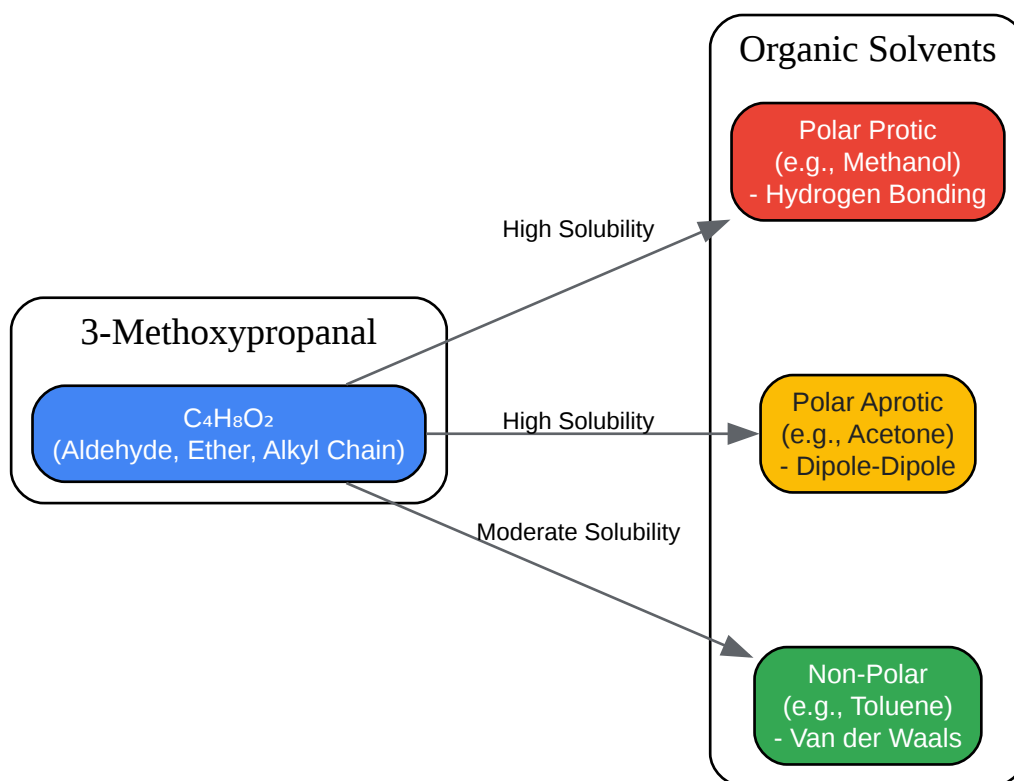 Organic Solvents
Polar Protic
(e.g., Methanol)
- Hydrogen Bonding
High Solubility
3-Methoxypropanal
C₄H₈O₂
(Aldehyde, Ether, Alkyl Chain)
High Solubility
Polar Aprotic
(e.g., Acetone)
- Dipole-Dipole
Moderate Solubility
Non-Polar
(e.g., Toluene)
- Van der Waals